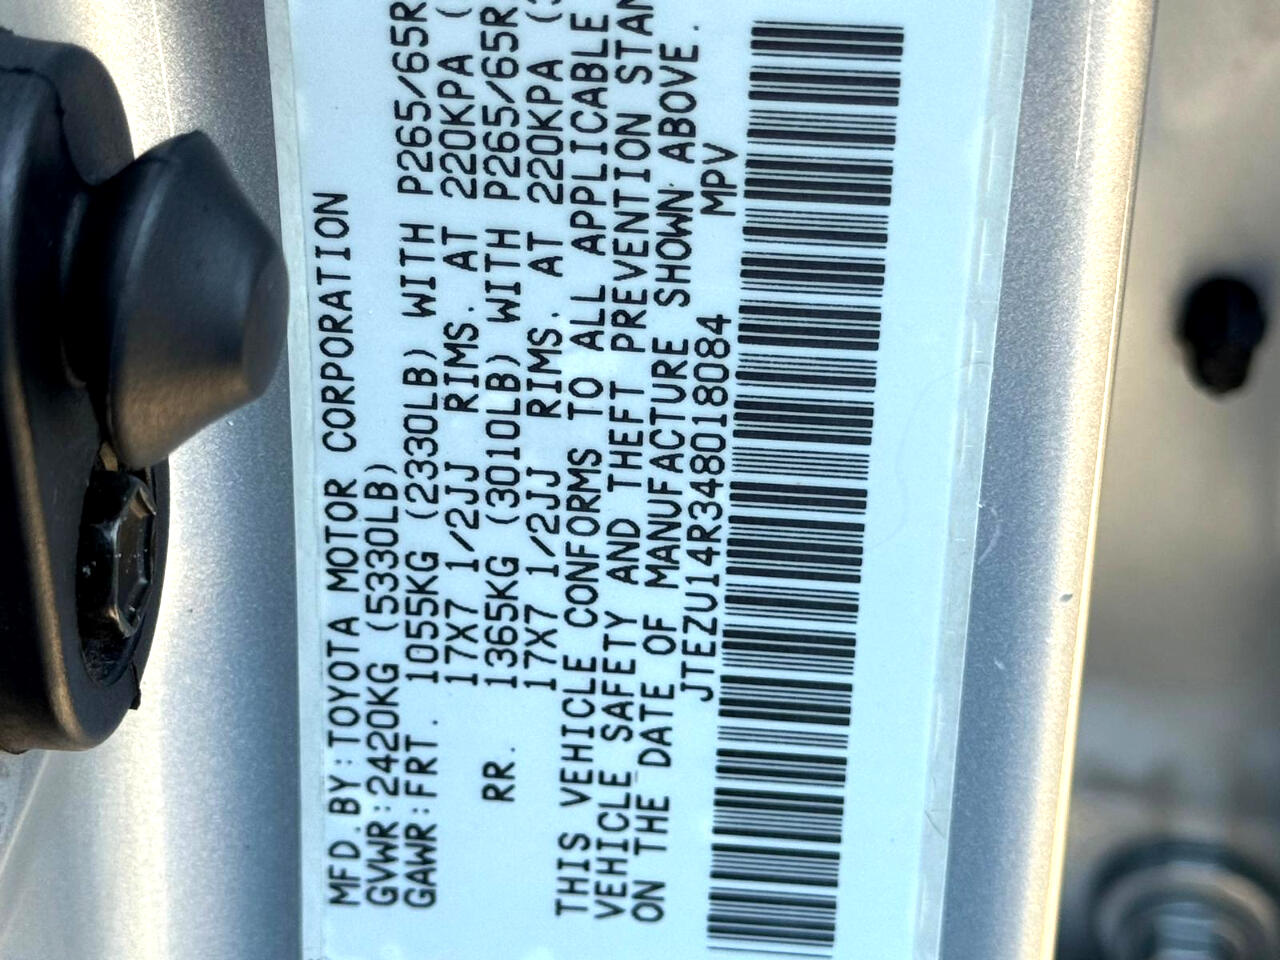 MFD.BY:TOYOTA MOTOR CORPORATION
GVWR:2420KG (5330LB)
GAWR:FRT. 1055KG (2330LB) WITH P265/65R
17X7 1/2JJ RIMS. AT 220KPA (
RR. 1365KG (3010LB) WITH P265/65R
17X7 1/2JJ RIMS. AT 220KPA (
THIS VEHICLE CONFORMS TO ALL APPLICABLE
VEHICLE SAFETY AND THEFT PREVENTION STAN
ON THE DATE OF MANUFACTURE SHOWN ABOVE.
JTEZU14R348018084 MPV